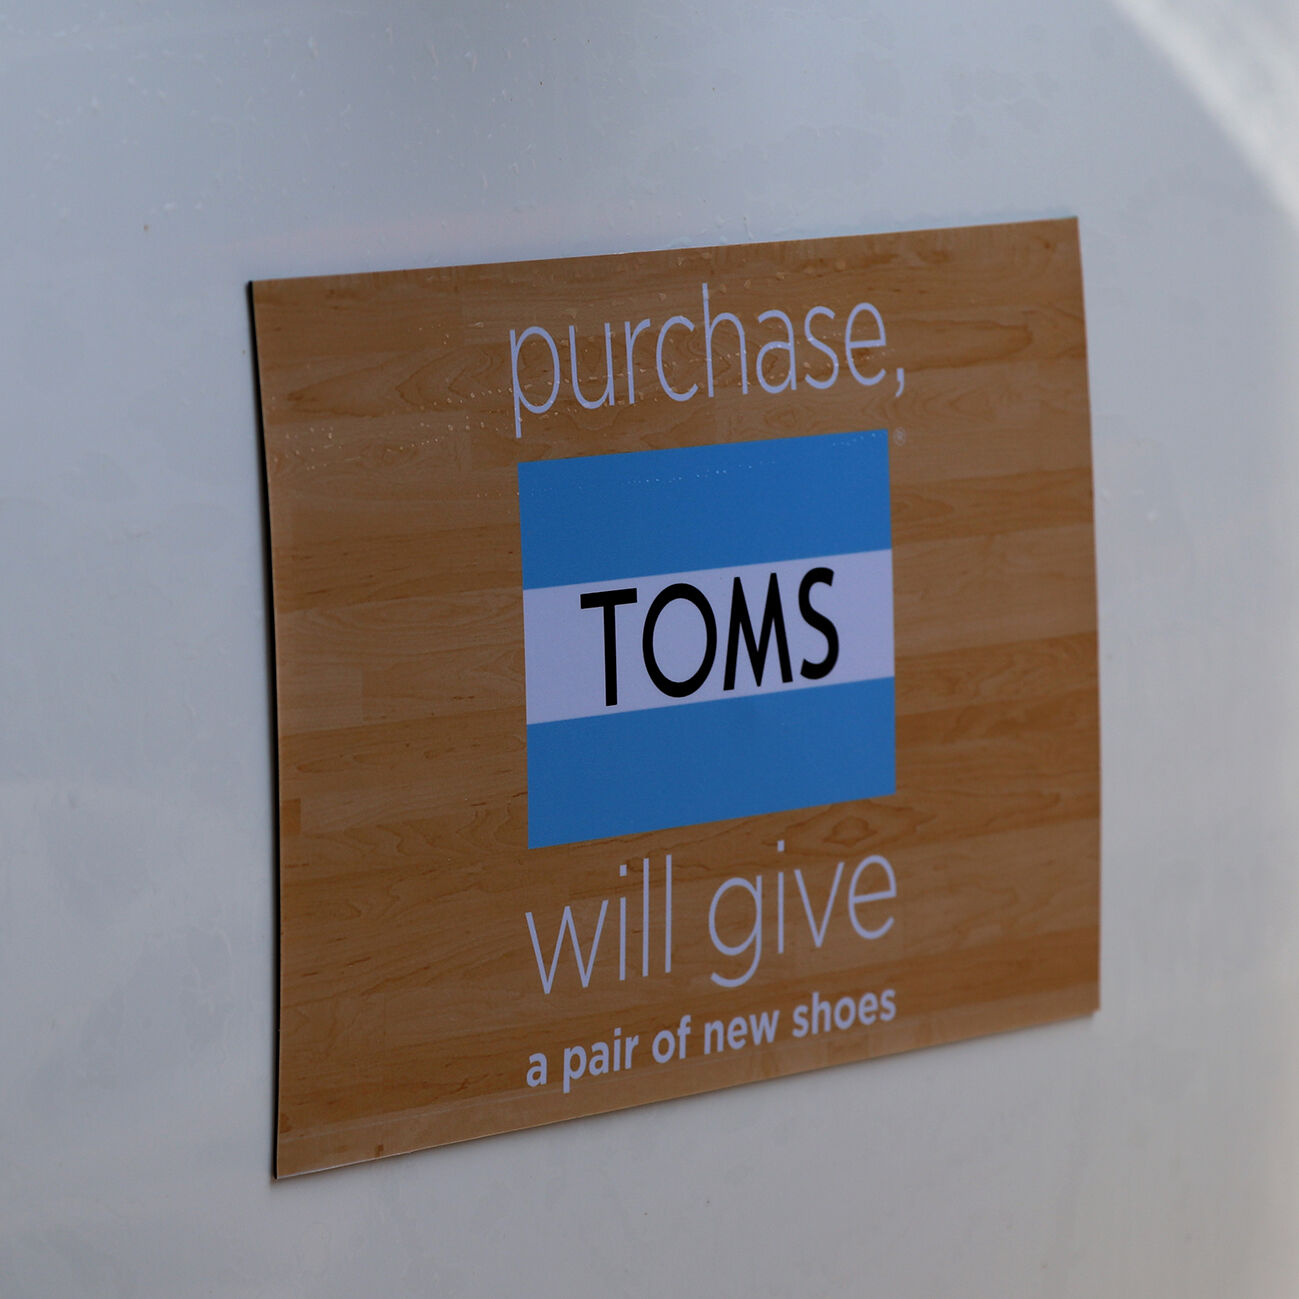 purchase,
TOMS®
will give
a pair of new shoes